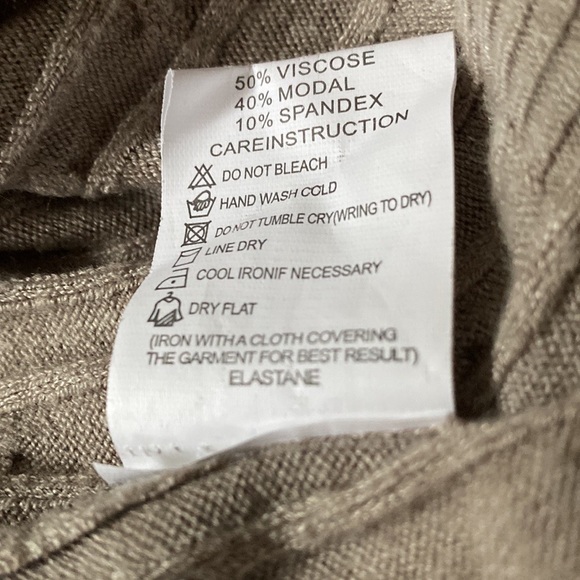 50% VISCOSE
40% MODAL
10% SPANDEX
CAREINSTRUCTION
DO NOT BLEACH
HAND WASH COLD
DO NOT TUMBLE CRY(WRING TO DRY)
LINE DRY
COOL IRONIF NECESSARY
DRY FLAT
(IRON WITH A CLOTH COVERING
THE GARMENT FOR BEST RESULT)
ELASTANE